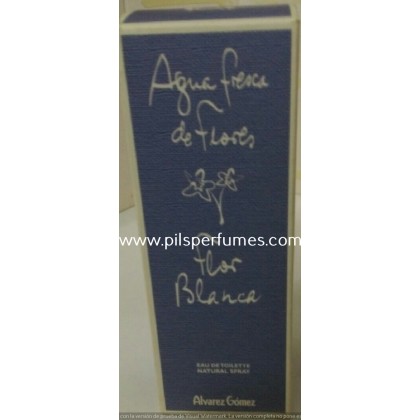 Agua fresca
de flores
www.pilsperfumes.com
Flor
Blanca
EAU DE TOILETTE
NATURAL SPRAY
Alvarez Gómez